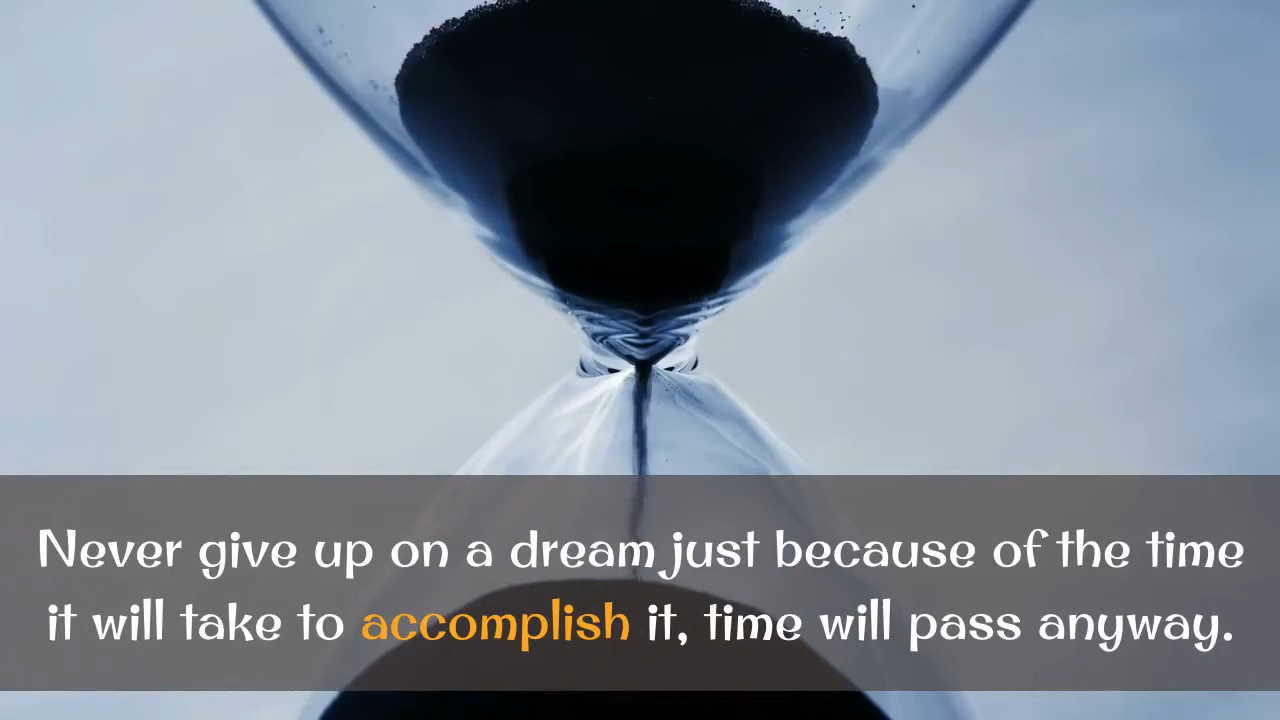 Never give up on a dream just because of the time
it will take to accomplish it, time will pass anyway.